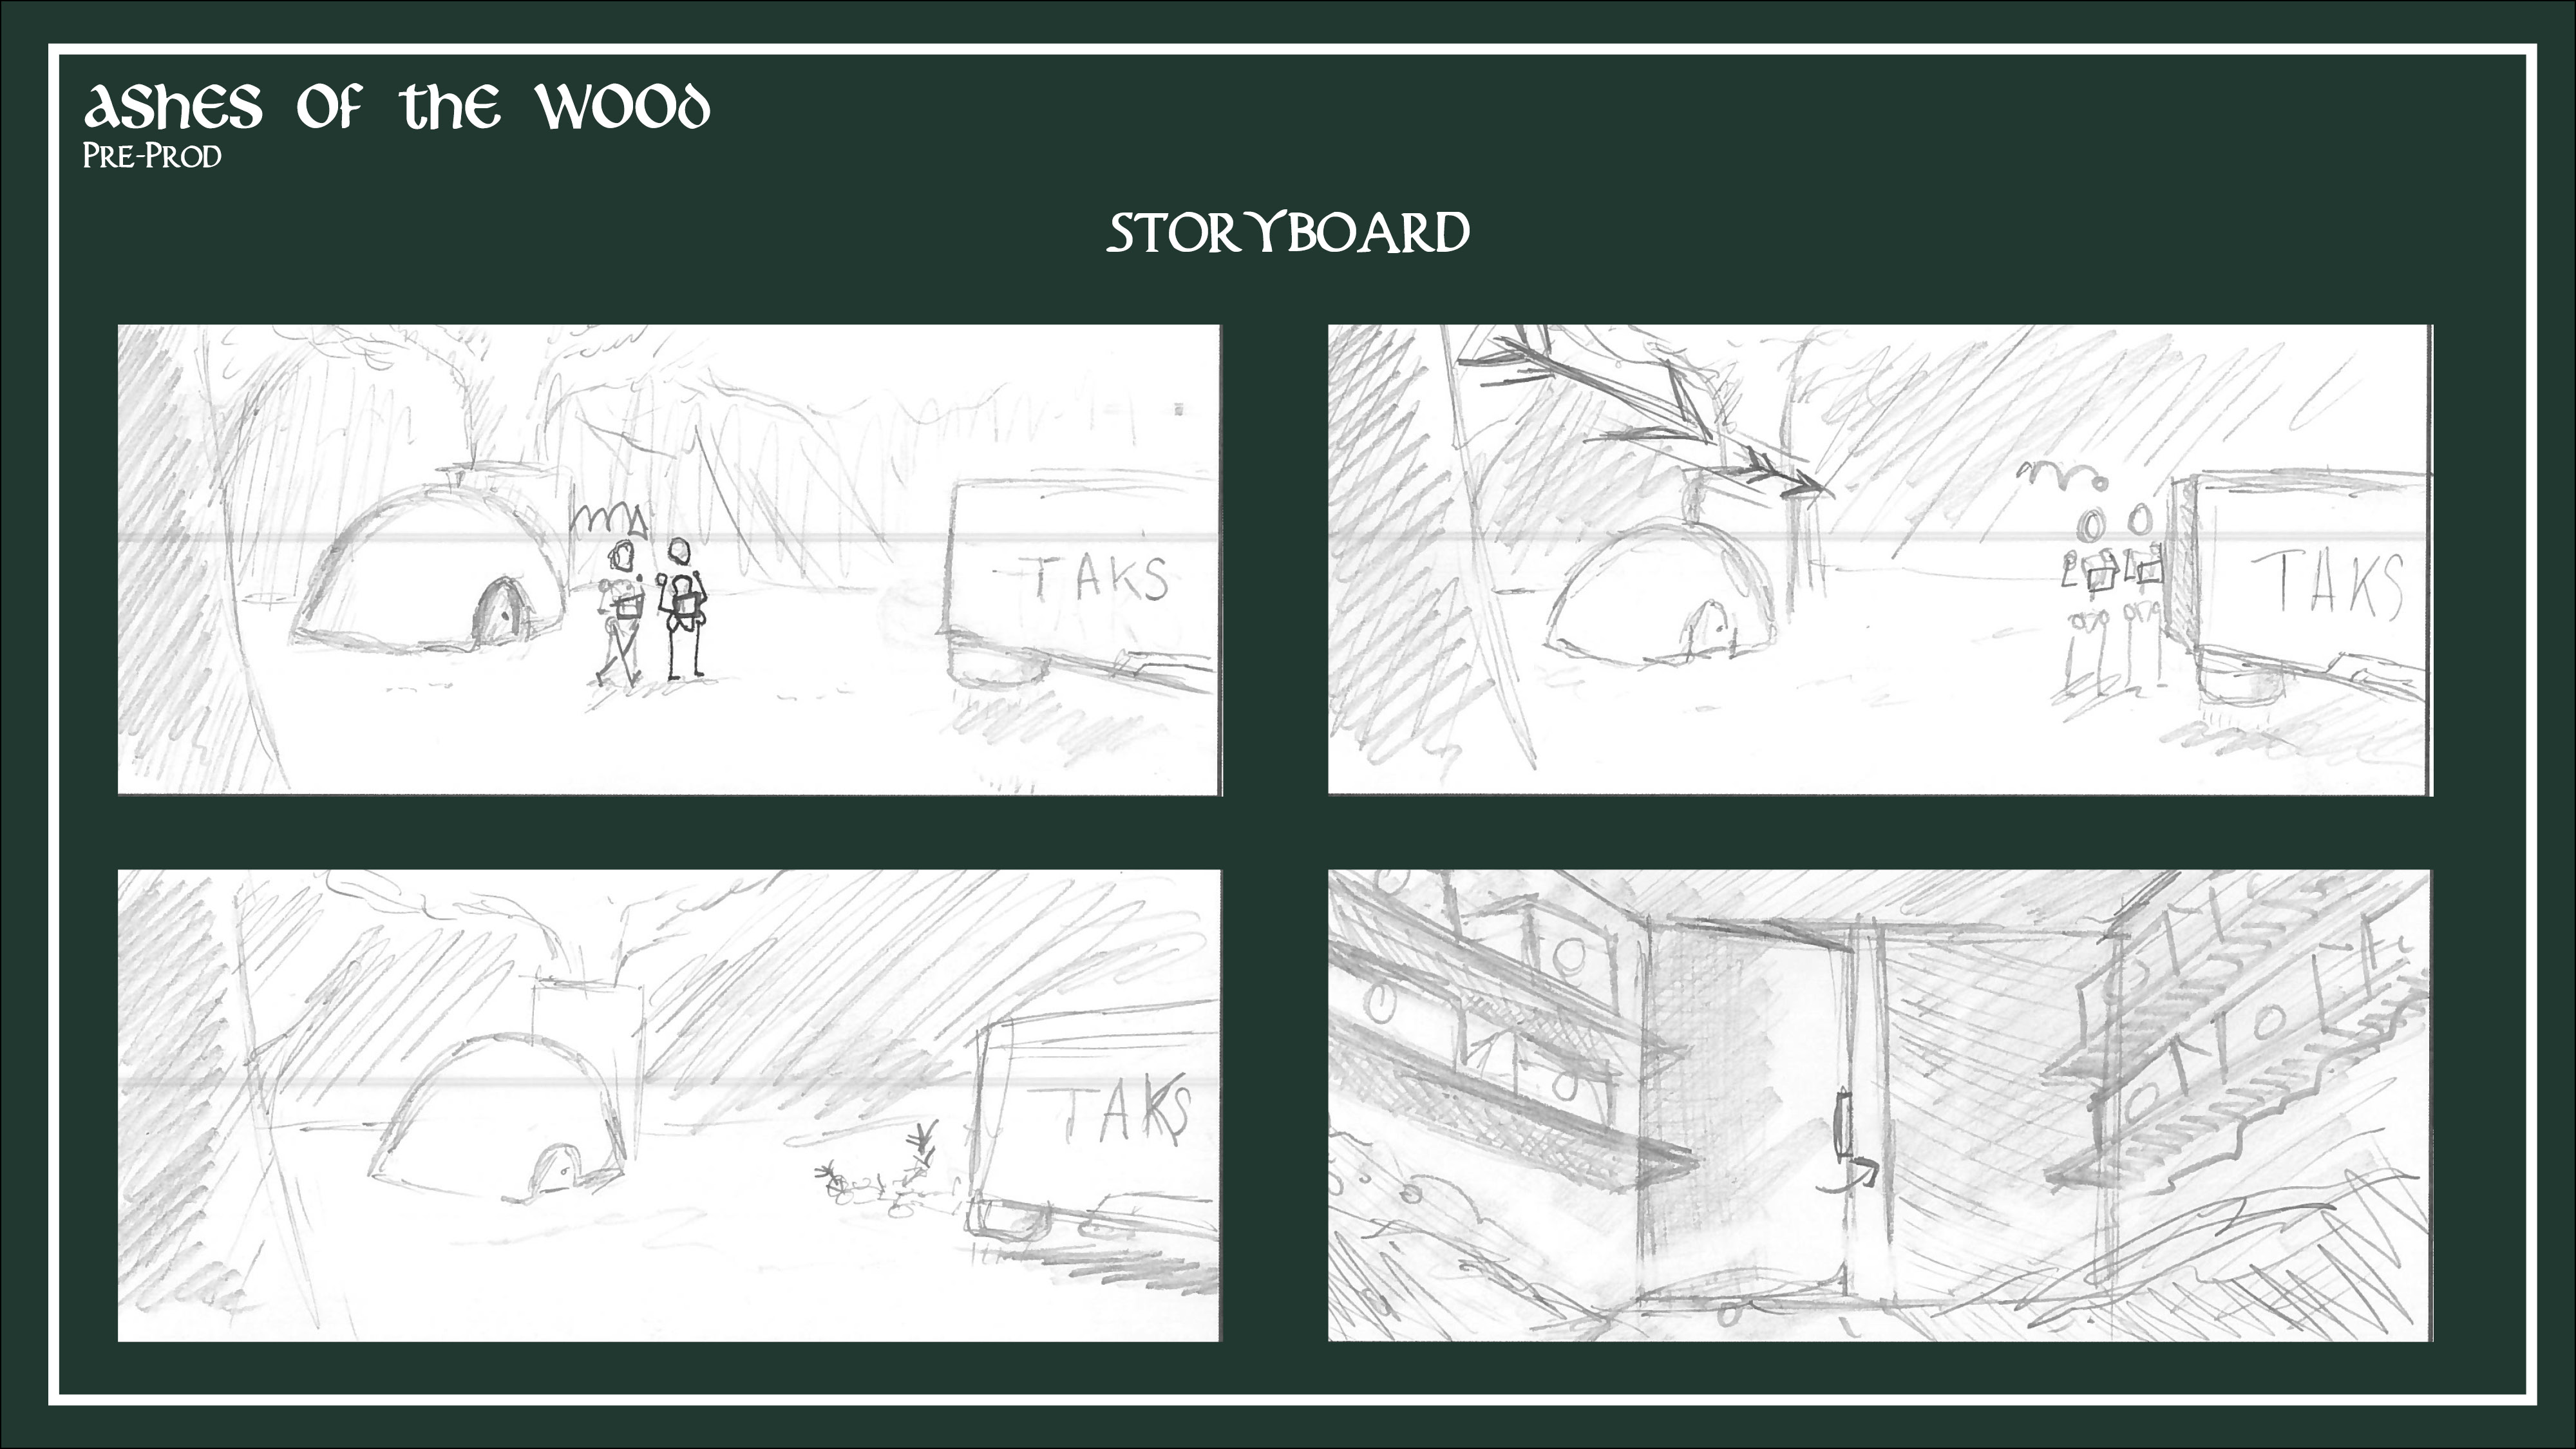 ashes of the wood
Pre-Prod
STORYBOARD
TAKS
TAKS
TAKS